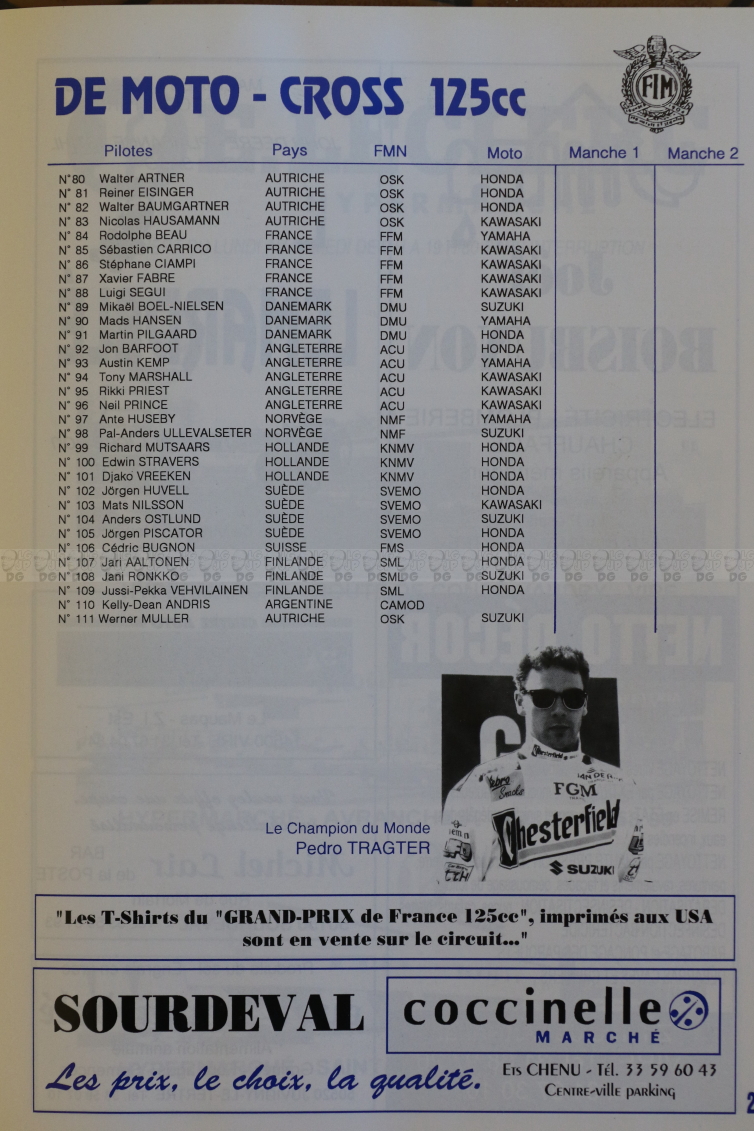 DE MOTO - CROSS 125cc
FIM
Pilotes Pays FMN Moto Manche 1 Manche 2
N°80 Walter ARTNER AUTRICHE OSK HONDA
N° 81 Reiner EISINGER AUTRICHE OSK HONDA
N° 82 Walter BAUMGARTNER AUTRICHE OSK HONDA
N° 83 Nicolas HAUSAMANN AUTRICHE OSK KAWASAKI
N° 84 Rodolphe BEAU FRANCE FFM YAMAHA
N° 85 Sébastien CARRICO FRANCE FFM KAWASAKI
N° 86 Stéphane CIAMPI FRANCE FFM KAWASAKI
N° 87 Xavier FABRE FRANCE FFM KAWASAKI
N° 88 Luigi SEGUI FRANCE FFM KAWASAKI
N° 89 Mikaël BOEL-NIELSEN DANEMARK DMU SUZUKI
N° 90 Mads HANSEN DANEMARK DMU YAMAHA
N° 91 Martin PILGAARD DANEMARK DMU HONDA
N° 92 Jon BARFOOT ANGLETERRE ACU HONDA
N° 93 Austin KEMP ANGLETERRE ACU YAMAHA
N° 94 Tony MARSHALL ANGLETERRE ACU KAWASAKI
N° 95 Rikki PRIEST ANGLETERRE ACU KAWASAKI
N° 96 Neil PRINCE ANGLETERRE ACU KAWASAKI
N° 97 Ante HUSEBY NORVÈGE NMF YAMAHA
N° 98 Pal-Anders ULLEVALSETER NORVÈGE NMF SUZUKI
N° 99 Richard MUTSAARS HOLLANDE KNMV HONDA
N° 100 Edwin STRAVERS HOLLANDE KNMV HONDA
N° 101 Djako VREEKEN HOLLANDE KNMV HONDA
N° 102 Jörgen HUVELL SUÈDE SVEMO HONDA
N° 103 Mats NILSSON SUÈDE SVEMO KAWASAKI
N° 104 Anders OSTLUND SUÈDE SVEMO SUZUKI
N° 105 Jörgen PISCATOR SUÈDE SVEMO HONDA
N° 106 Cédric BUGNON SUISSE FMS HONDA
N° 107 Jari AALTONEN FINLANDE SML HONDA
N° 108 Jani RONKKO FINLANDE SML SUZUKI
N° 109 Jussi-Pekka VEHVILAINEN FINLANDE SML HONDA
N° 110 Kelly-Dean ANDRIS ARGENTINE CAMOD
N° 111 Werner MULLER AUTRICHE OSK SUZUKI
Chesterfield
FGM
Chesterfield
SUZUKI
Le Champion du Monde
Pedro TRAGTER
"Les T-Shirts du "GRAND-PRIX de France 125cc", imprimés aux USA
sont en vente sur le circuit..."
SOURDEVAL
coccinelle
MARCHÉ
Les prix, le choix, la qualité.
Ets CHENU - Tél. 33 59 60 43
Centre-ville parking
2